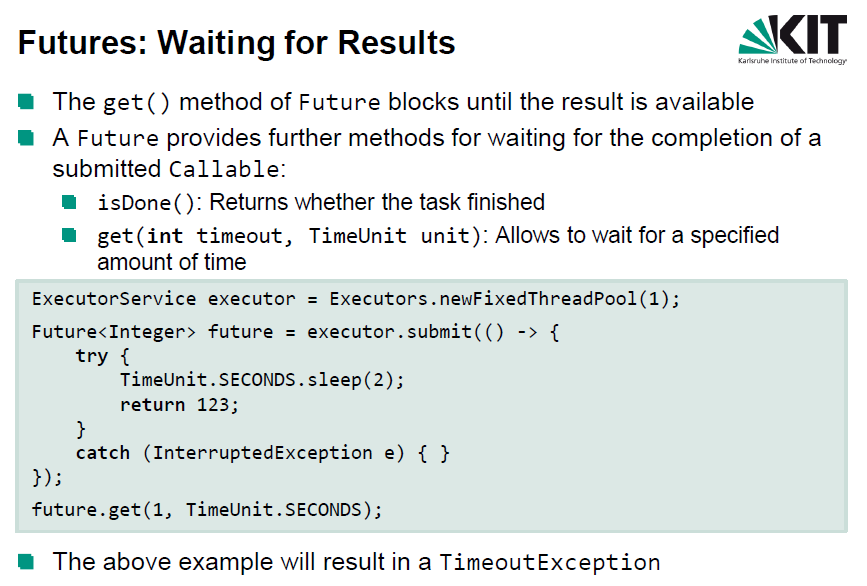 Futures: Waiting for Results
KIT
Karlsruhe Institute of Technology
The get() method of Future blocks until the result is available
A Future provides further methods for waiting for the completion of a
submitted Callable:
isDone(): Returns whether the task finished
get(int timeout, TimeUnit unit): Allows to wait for a specified
amount of time
ExecutorService executor = Executors.newFixedThreadPool(1);
Future<Integer> future = executor.submit(() -> {
    try {
        TimeUnit.SECONDS.sleep(2);
        return 123;
    }
    catch (InterruptedException e) { }
});
future.get(1, TimeUnit.SECONDS);
The above example will result in a TimeoutException